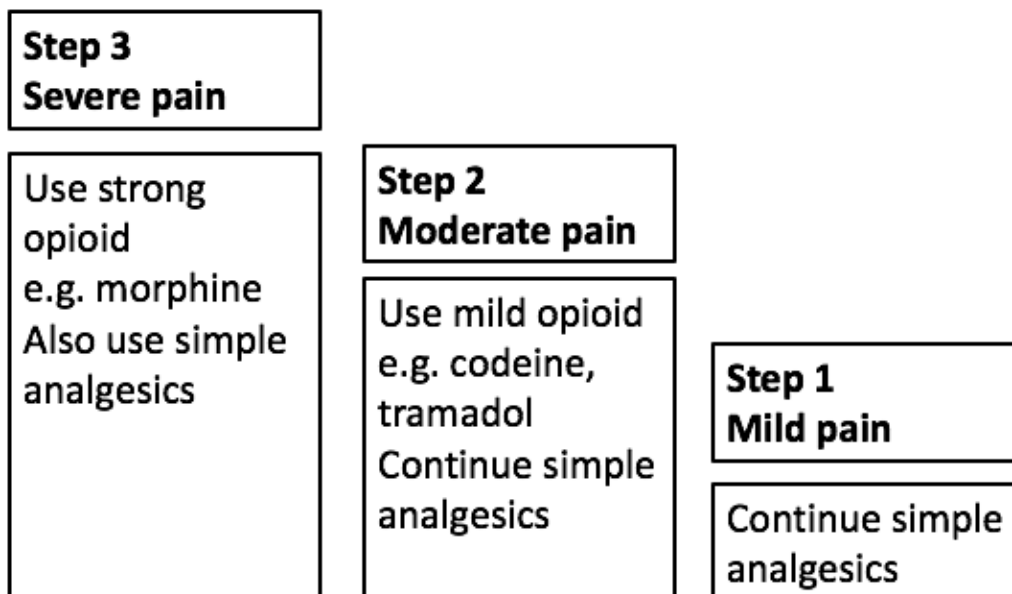 Step 3
Severe pain
Use strong
opioid
e.g. morphine
Also use simple
analgesics
Step 2
Moderate pain
Use mild opioid
e.g. codeine,
tramadol
Continue simple
analgesics
Step 1
Mild pain
Continue simple
analgesics